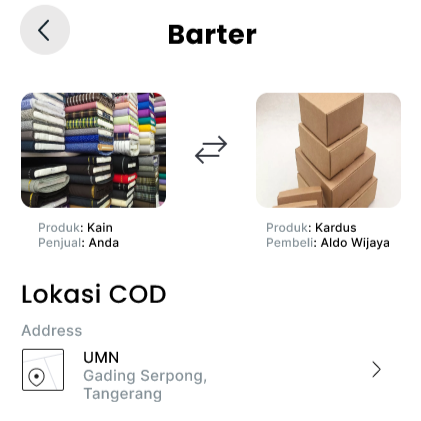 Barter
Produk: Kain
Penjual: Anda
Produk: Kardus
Pembeli: Aldo Wijaya
Lokasi COD
Address
UMN
Gading Serpong,
Tangerang